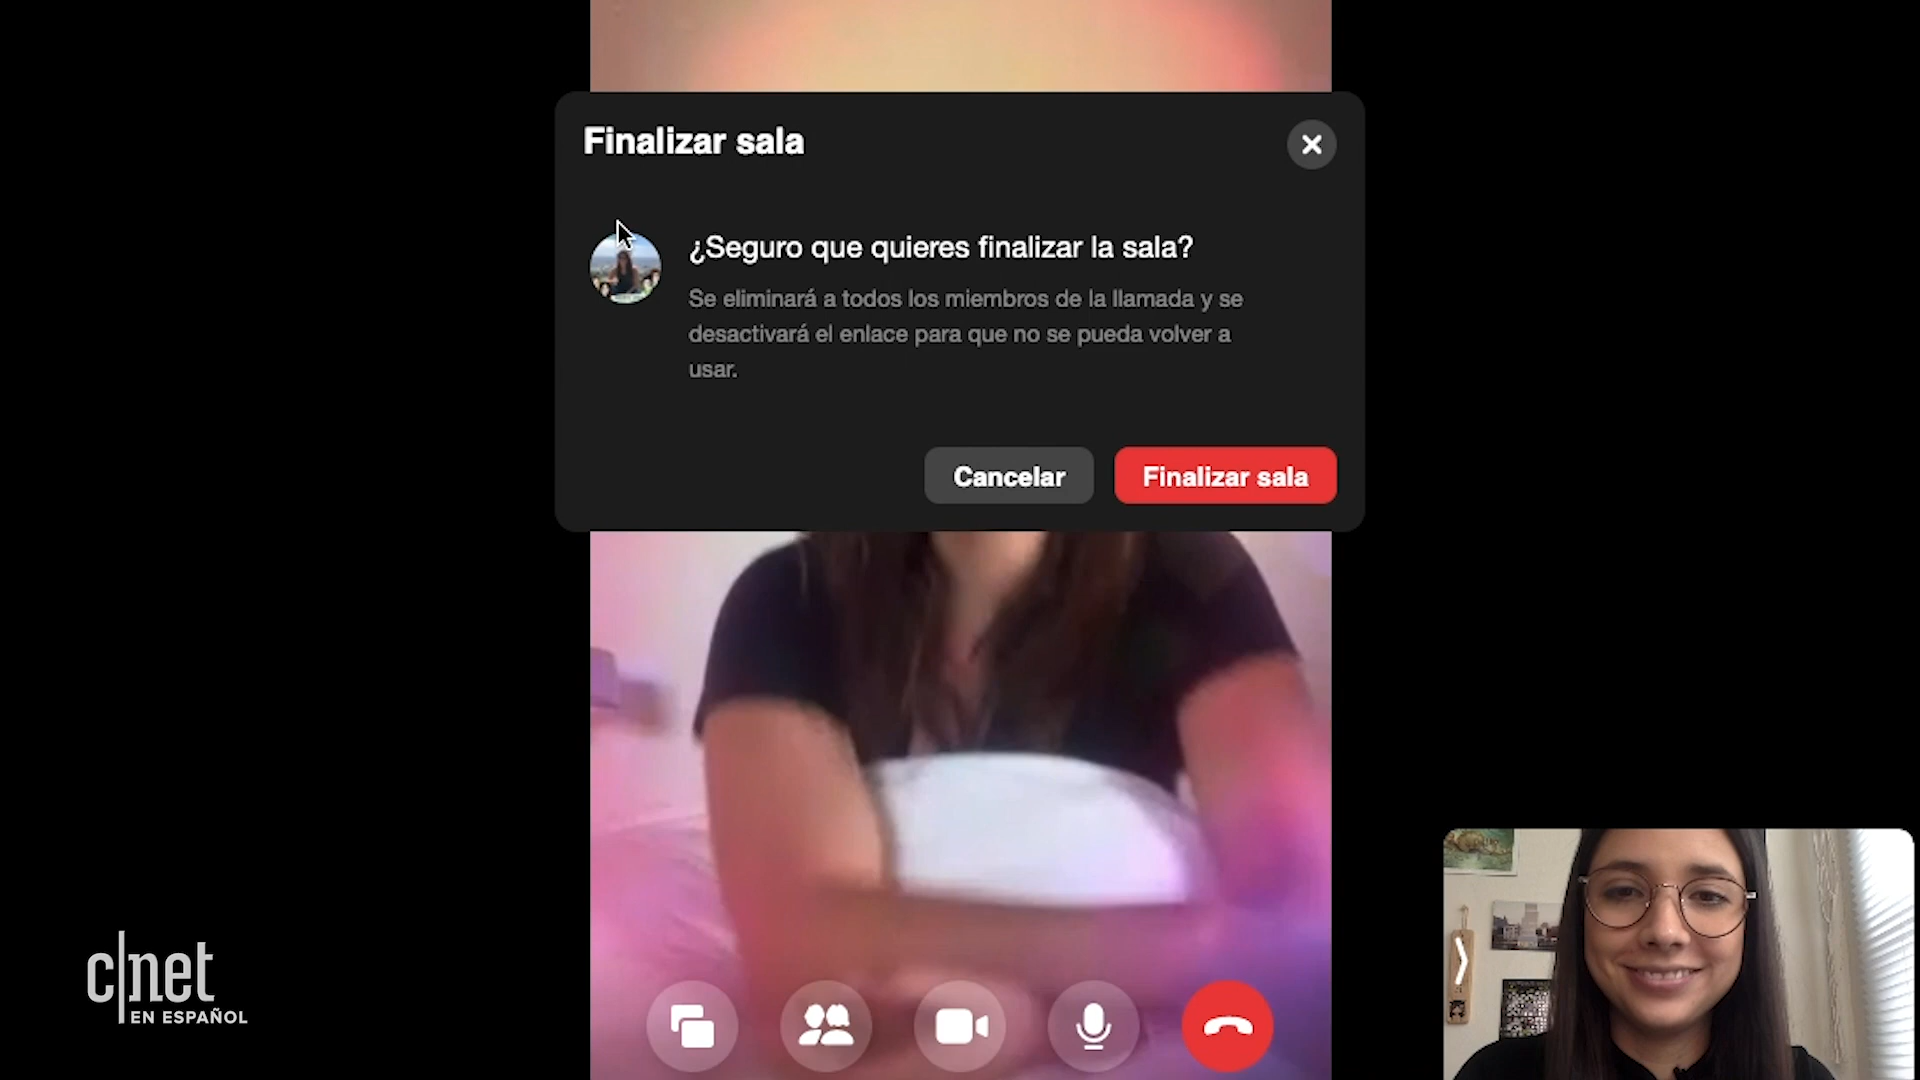 Finalizar sala
¿Seguro que quieres finalizar la sala?
Se eliminará a todos los miembros de la llamada y se
desactivará el enlace para que no se pueda volver a
usar.
Cancelar
Finalizar sala
c|net
EN ESPAÑOL